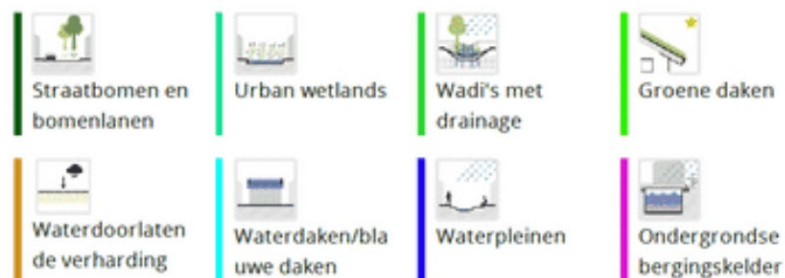 Straatbomen en
bomenlanen
Urban wetlands
Wadi's met
drainage
Groene daken
Waterdoorlaten
de verharding
Waterdaken/bla
uwe daken
Waterpleinen
Ondergrondse
bergingskelder